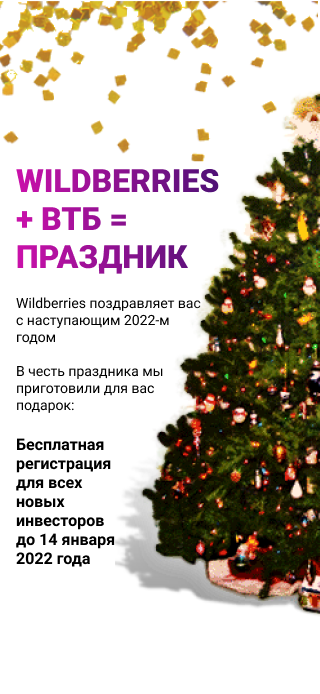 WILDBERRIES
+ ВТБ =
ПРАЗДНИК
Wildberries поздравляет вас
с наступающим 2022-м
годом
В честь праздника мы
приготовили для вас
подарок:
Бесплатная
регистрация
для всех
новых
инвесторов
до 14 января
2022 года